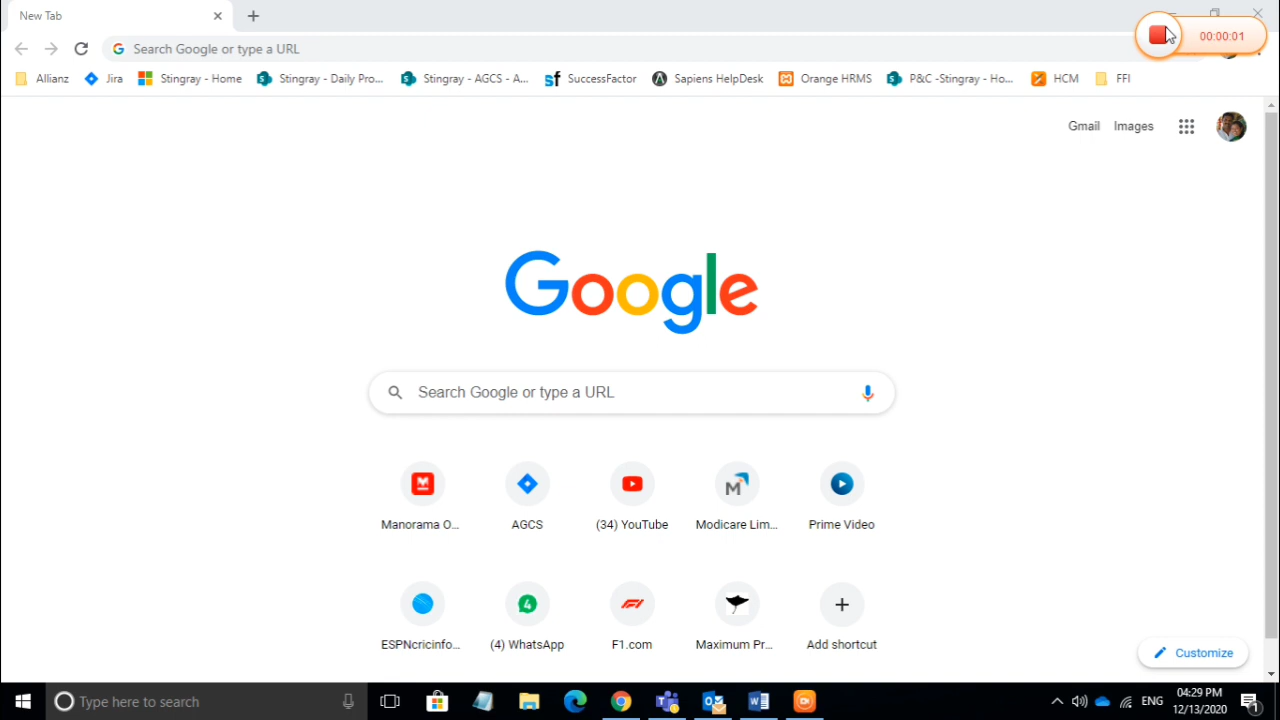 New Tab
00:00:01
Search Google or type a URL
Allianz Jira Stingray - Home Stingray - Daily Pro... Stingray - AGCS - A... SuccessFactor Sapiens HelpDesk Orange HRMS P&C -Stingray - Ho... HCM FFI
Gmail Images
Google
Search Google or type a URL
Manorama O... AGCS (34) YouTube Modicare Lim... Prime Video
ESPNcricinfo... (4) WhatsApp F1.com Maximum Pr... Add shortcut
Customize
Type here to search
ENG
04:29 PM
12/13/2020